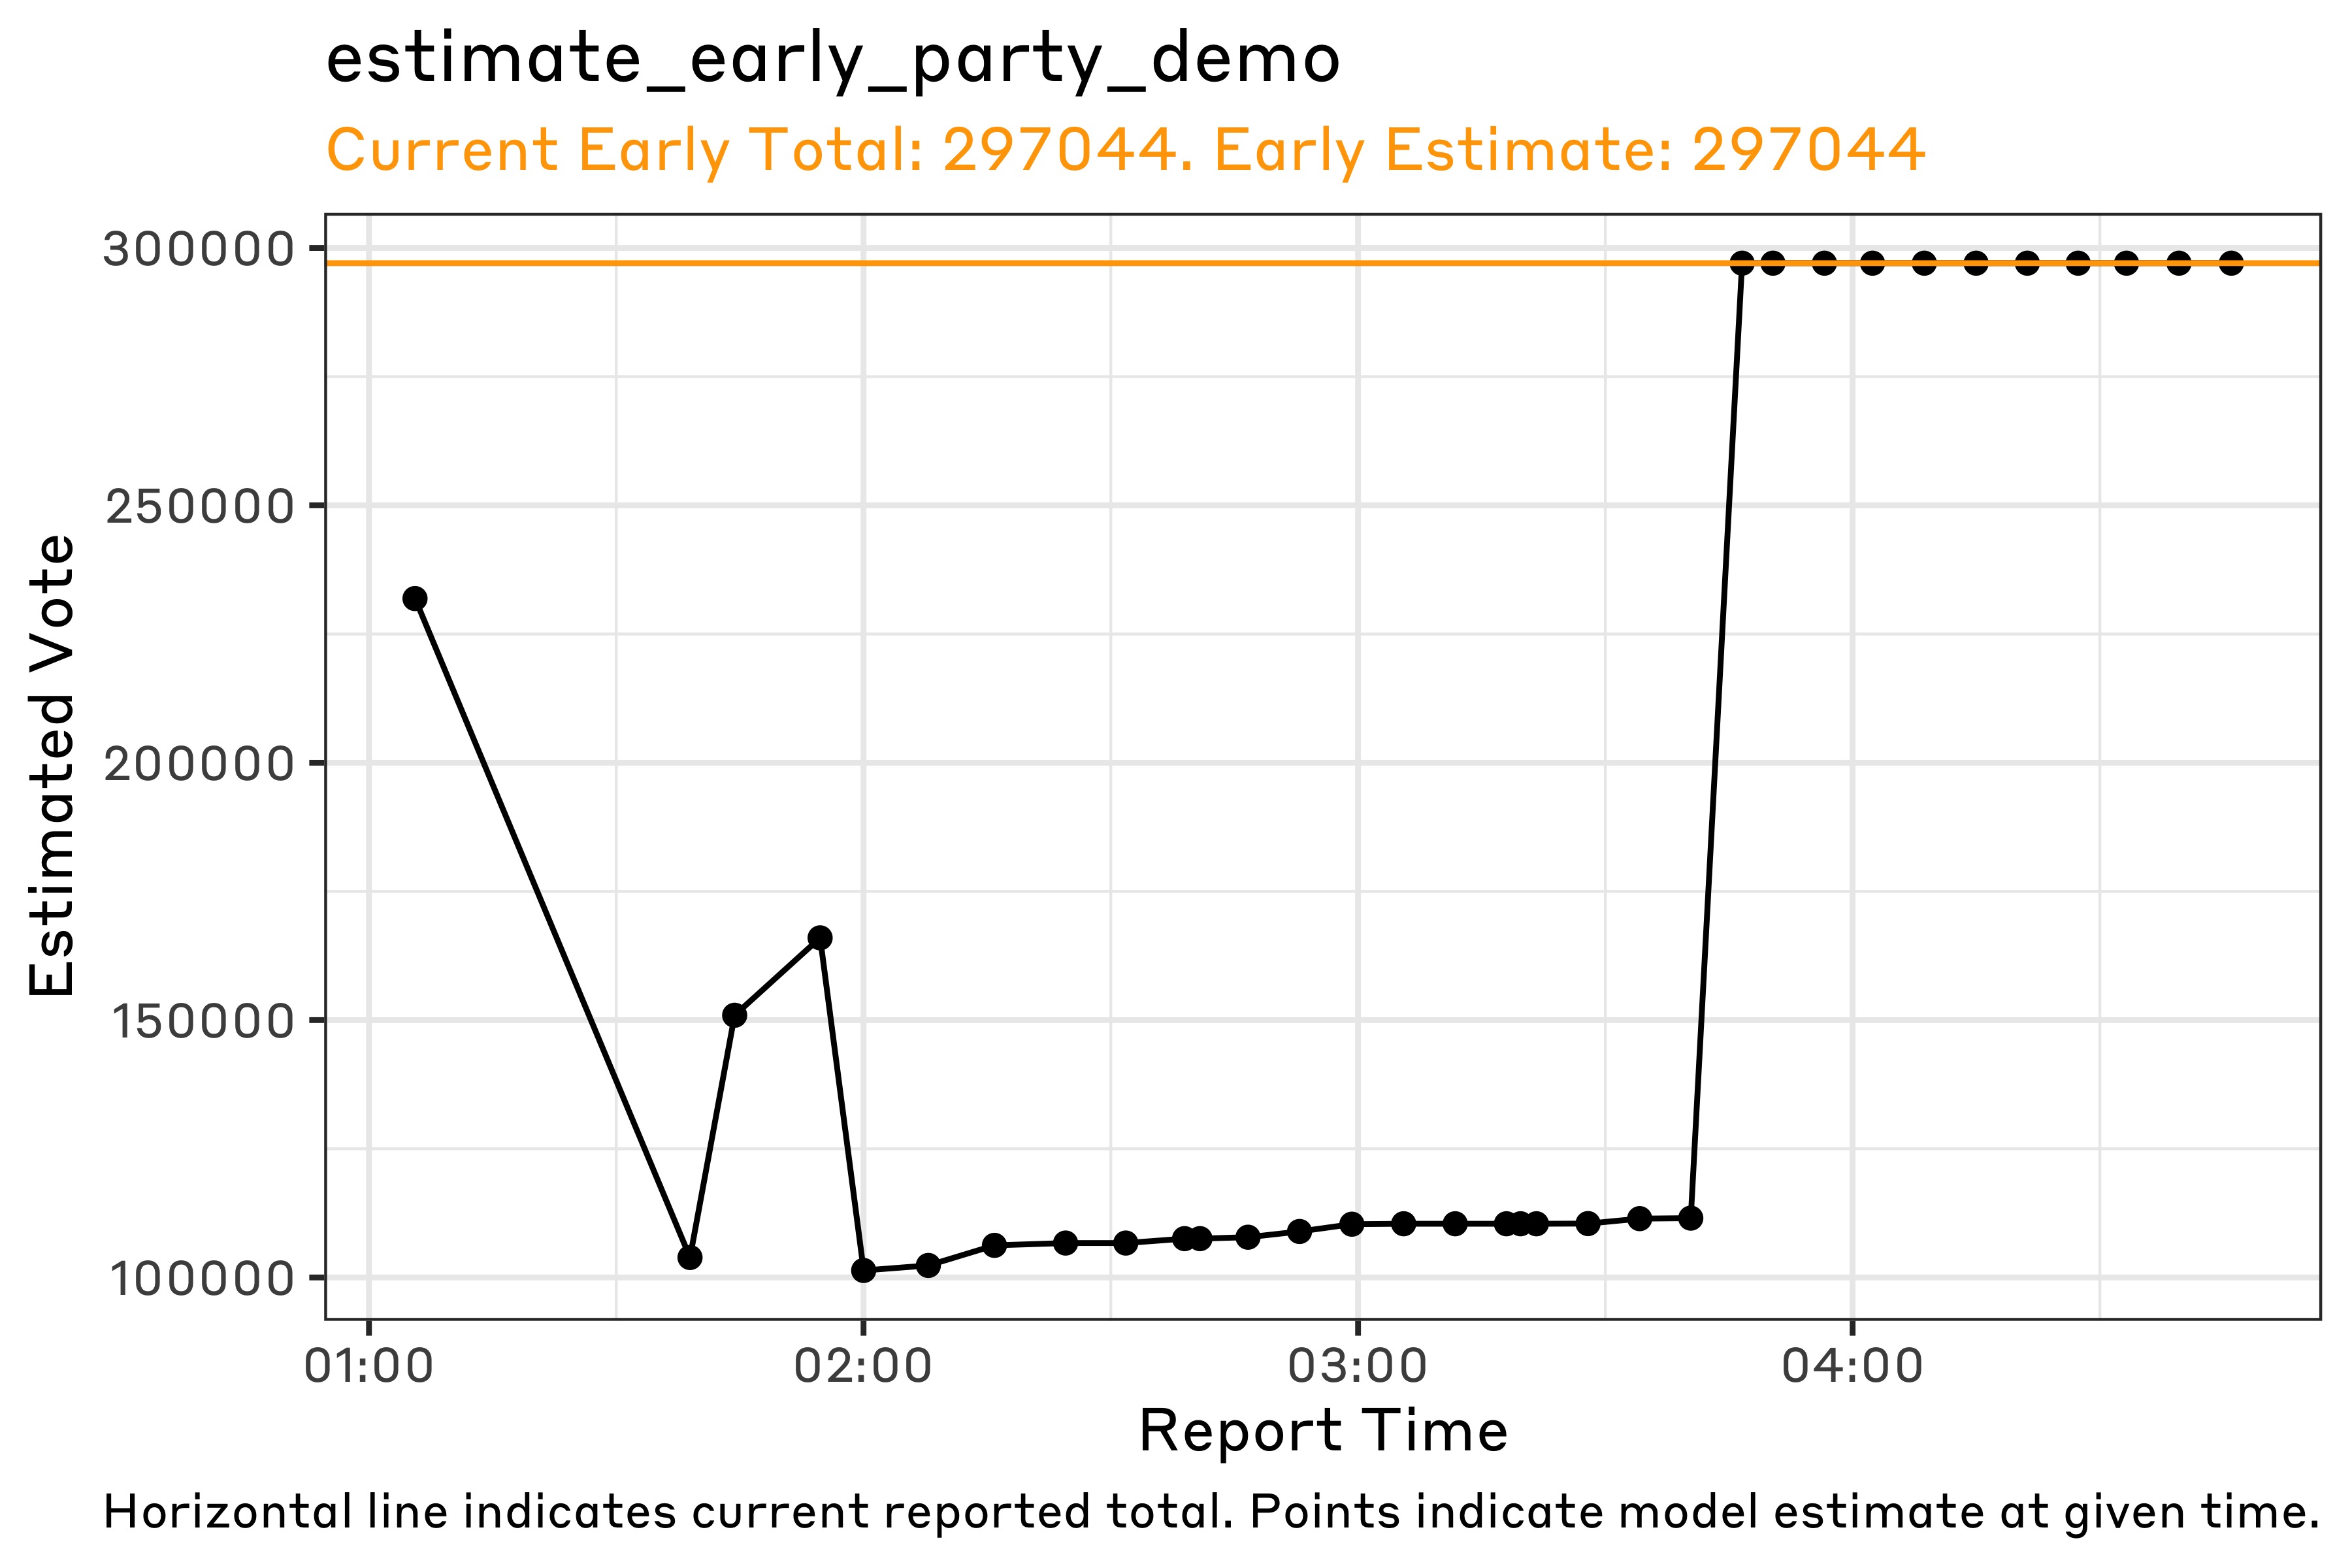 estimate_early_party_demo
Current Early Total: 297044. Early Estimate: 297044
300000
250000
200000
150000
100000
Estimated Vote
01:00 02:00 03:00 04:00
Report Time
Horizontal line indicates current reported total. Points indicate model estimate at given time.